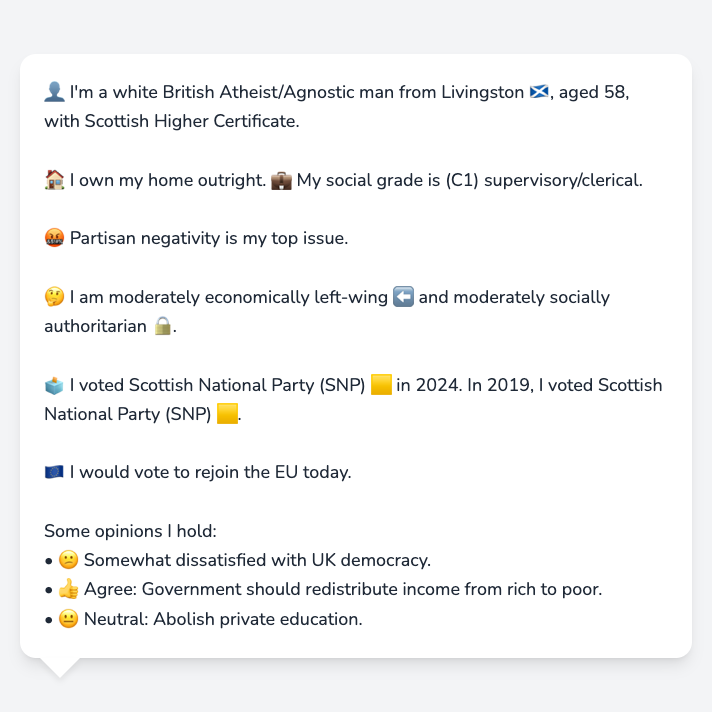 👤 I'm a white British Atheist/Agnostic man from Livingston 🏴󠁧󠁢󠁳󠁣󠁴󠁿, aged 58,
with Scottish Higher Certificate.
🏠 I own my home outright. 💼 My social grade is (C1) supervisory/clerical.
🤬 Partisan negativity is my top issue.
🤔 I am moderately economically left-wing ⬅️ and moderately socially
authoritarian 🔒.
🗳️ I voted Scottish National Party (SNP) 🟨 in 2024. In 2019, I voted Scottish
National Party (SNP) 🟨.
🇪🇺 I would vote to rejoin the EU today.
Some opinions I hold:
• 🙁 Somewhat dissatisfied with UK democracy.
• 👍 Agree: Government should redistribute income from rich to poor.
• 😐 Neutral: Abolish private education.